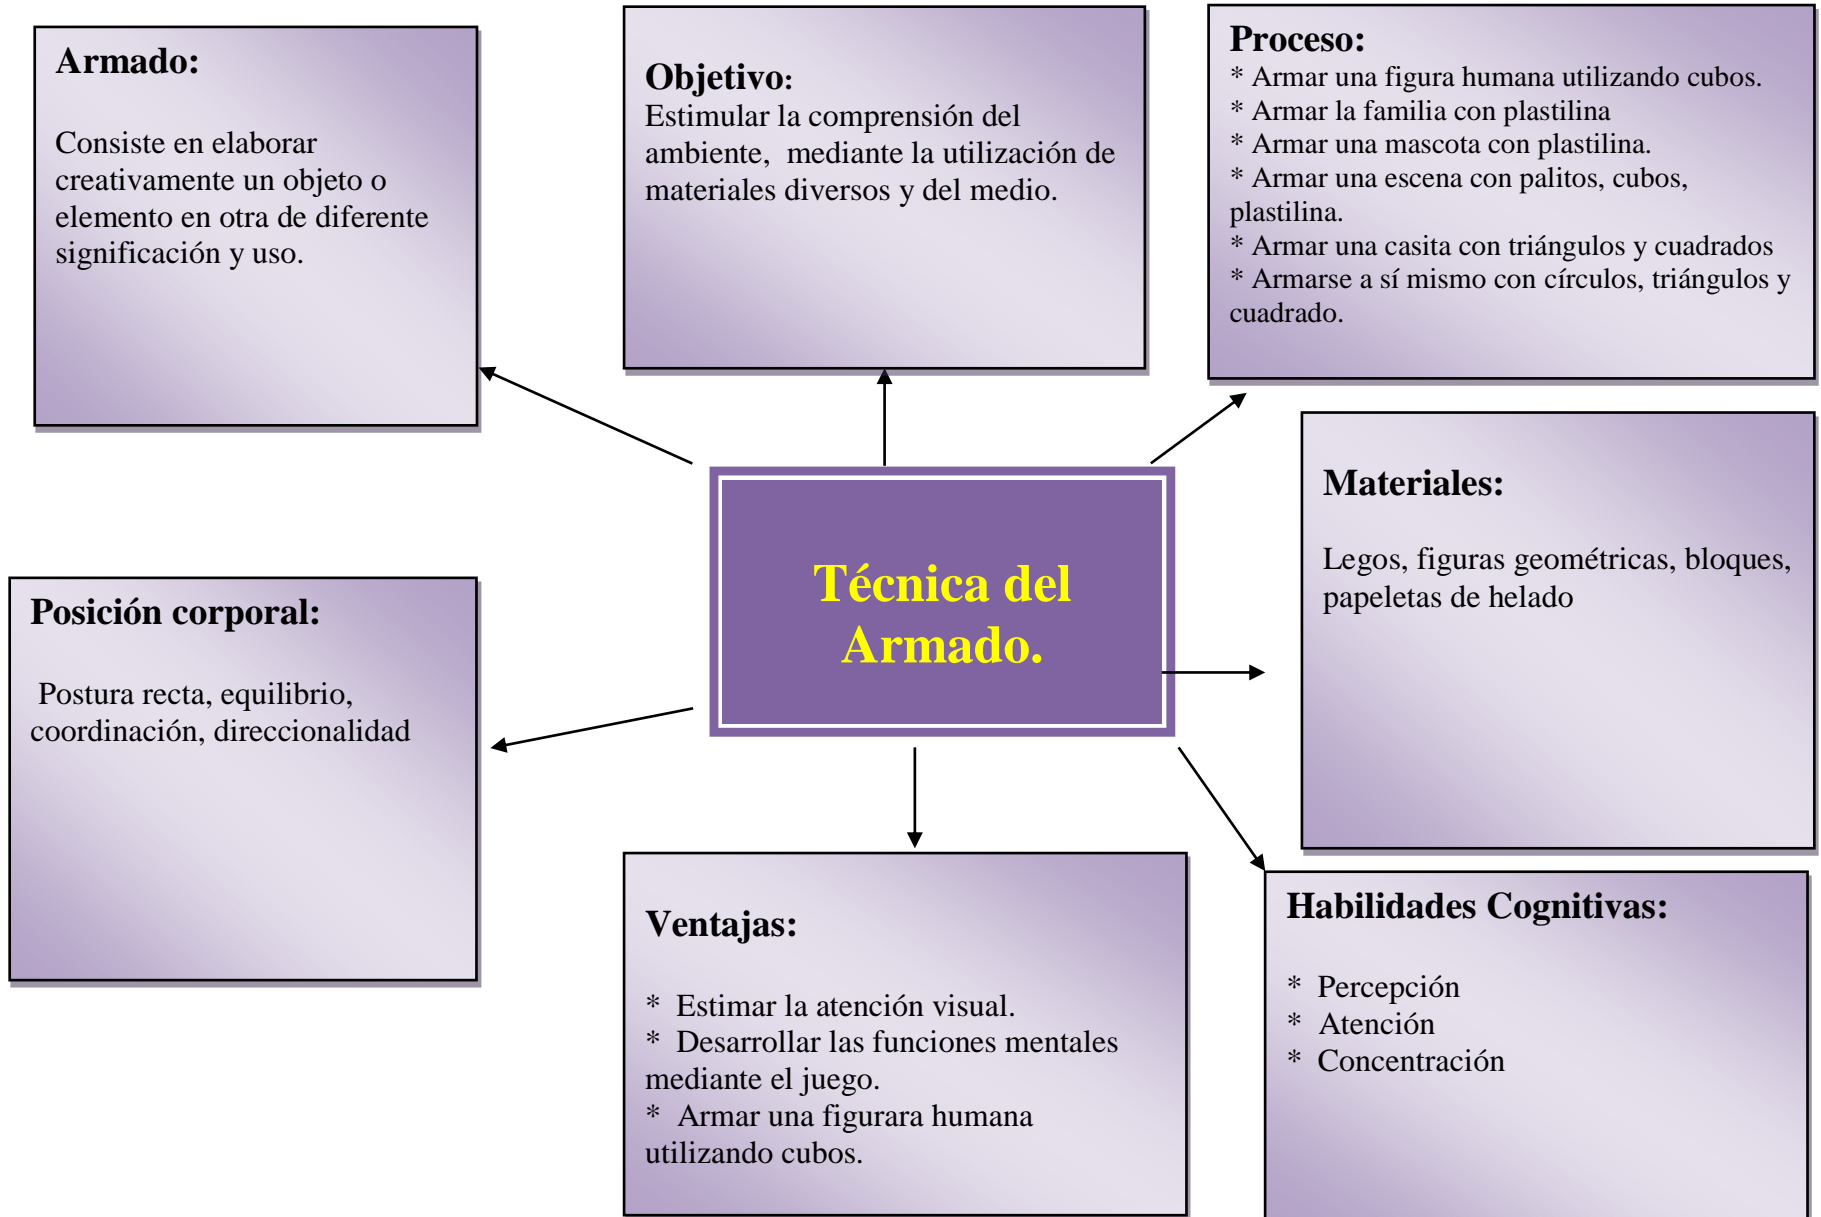 Armado:
Consiste en elaborar
creativamente un objeto o
elemento en otra de diferente
significación y uso.
Objetivo:
Estimular la comprensión del
ambiente, mediante la utilización de
materiales diversos y del medio.
Proceso:
* Armar una figura humana utilizando cubos.
* Armar la familia con plastilina
* Armar una mascota con plastilina.
* Armar una escena con palitos, cubos,
plastilina.
* Armar una casita con triángulos y cuadrados
* Armarse a sí mismo con círculos, triángulos y
cuadrado.
Técnica del
Armado.
Materiales:
Legos, figuras geométricas, bloques,
papeletas de helado
Posición corporal:
Postura recta, equilibrio,
coordinación, direccionalidad
Ventajas:
* Estimar la atención visual.
* Desarrollar las funciones mentales
mediante el juego.
* Armar una figurara humana
utilizando cubos.
Habilidades Cognitivas:
* Percepción
* Atención
* Concentración